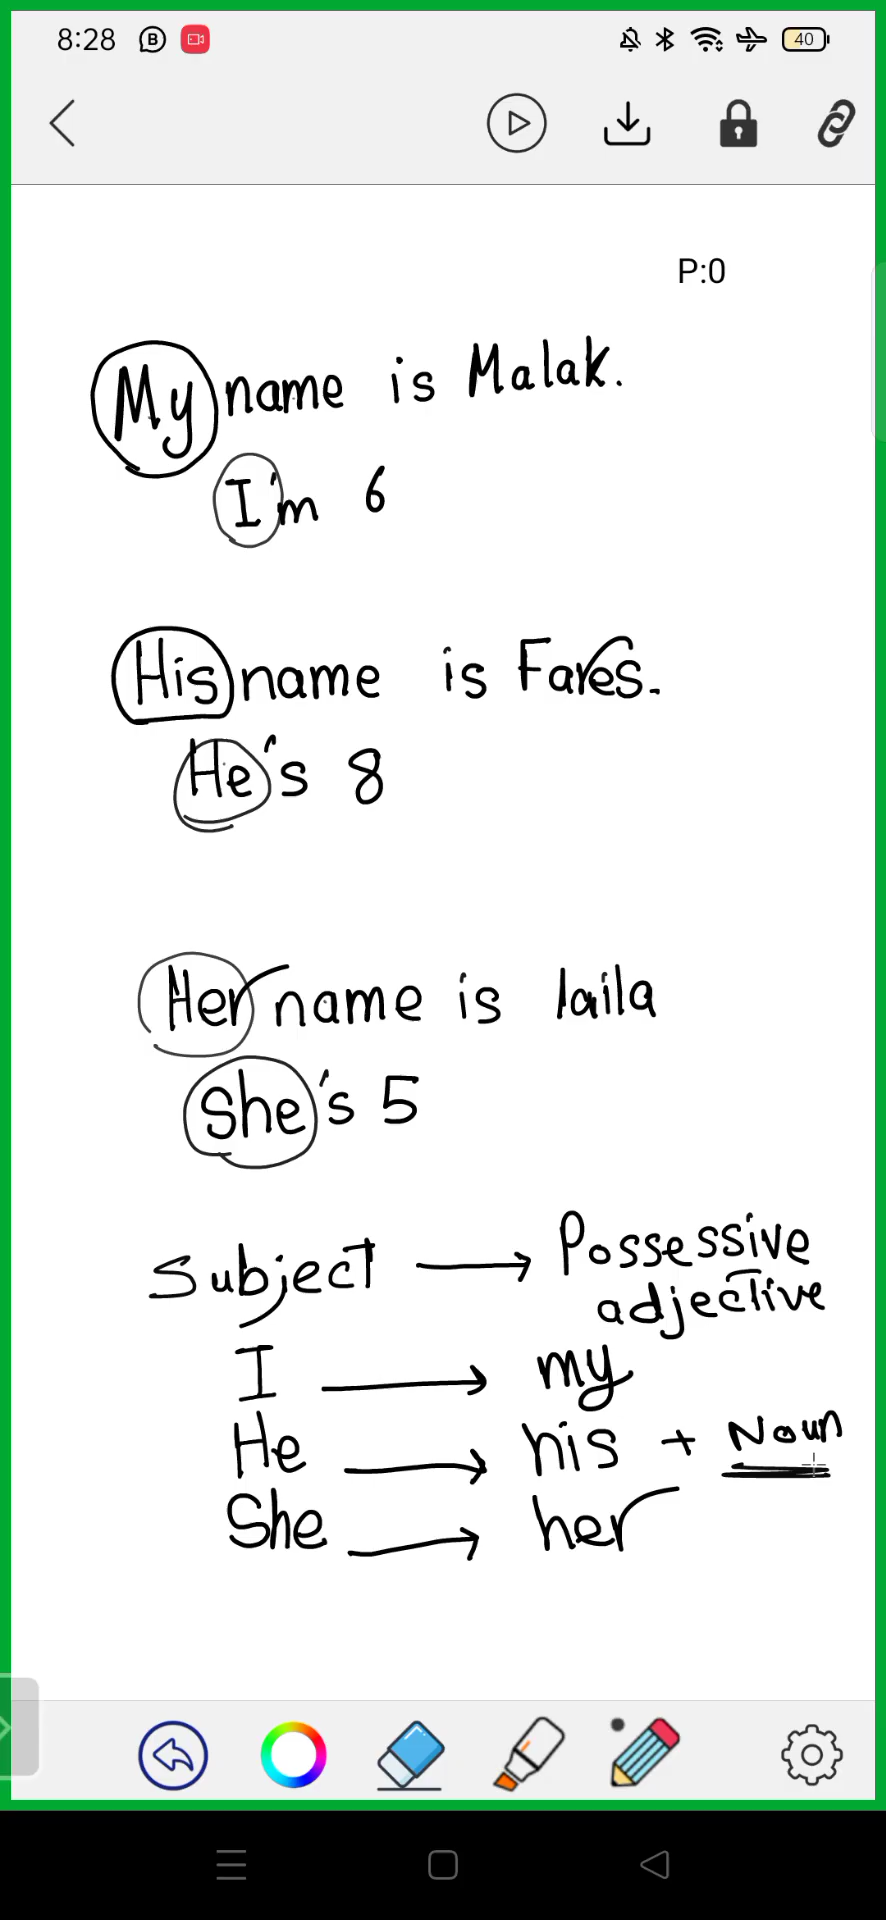 8:28
40
P:0
My name is Malak.
I'm 6
His name is Fares.
He's 8
Her name is laila
She's 5
Subject → Possessive
adjective
I → my
He → his + Noun
She → her